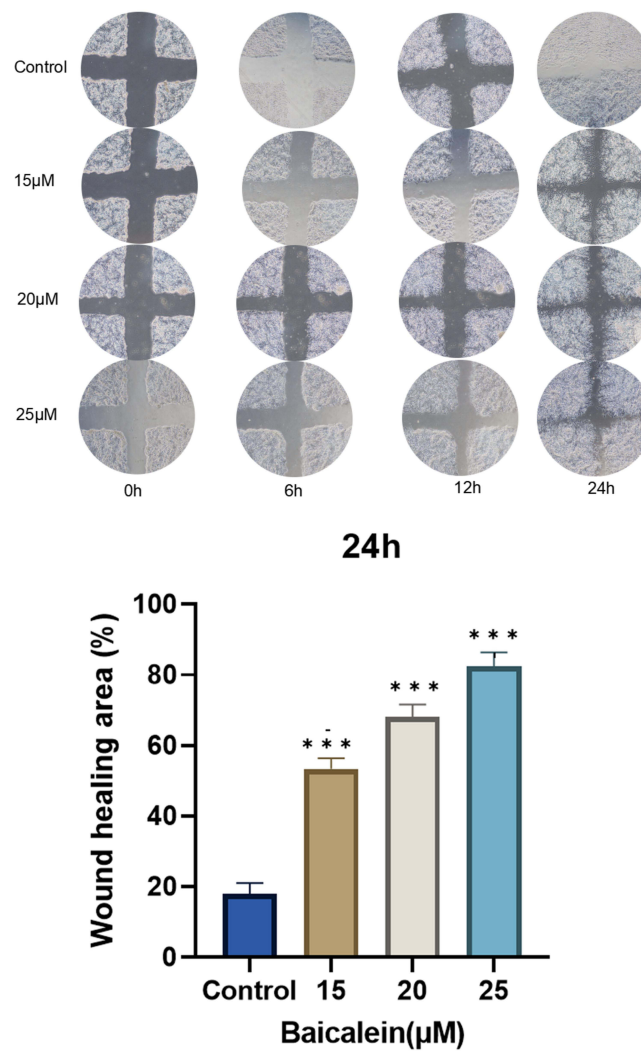 Control
15μM
20μM
25μM
0h 6h 12h 24h
24h
Wound healing area (%)
100
80
60
40
20
0
***
***
***
Control 15 20 25
Baicalein(μM)